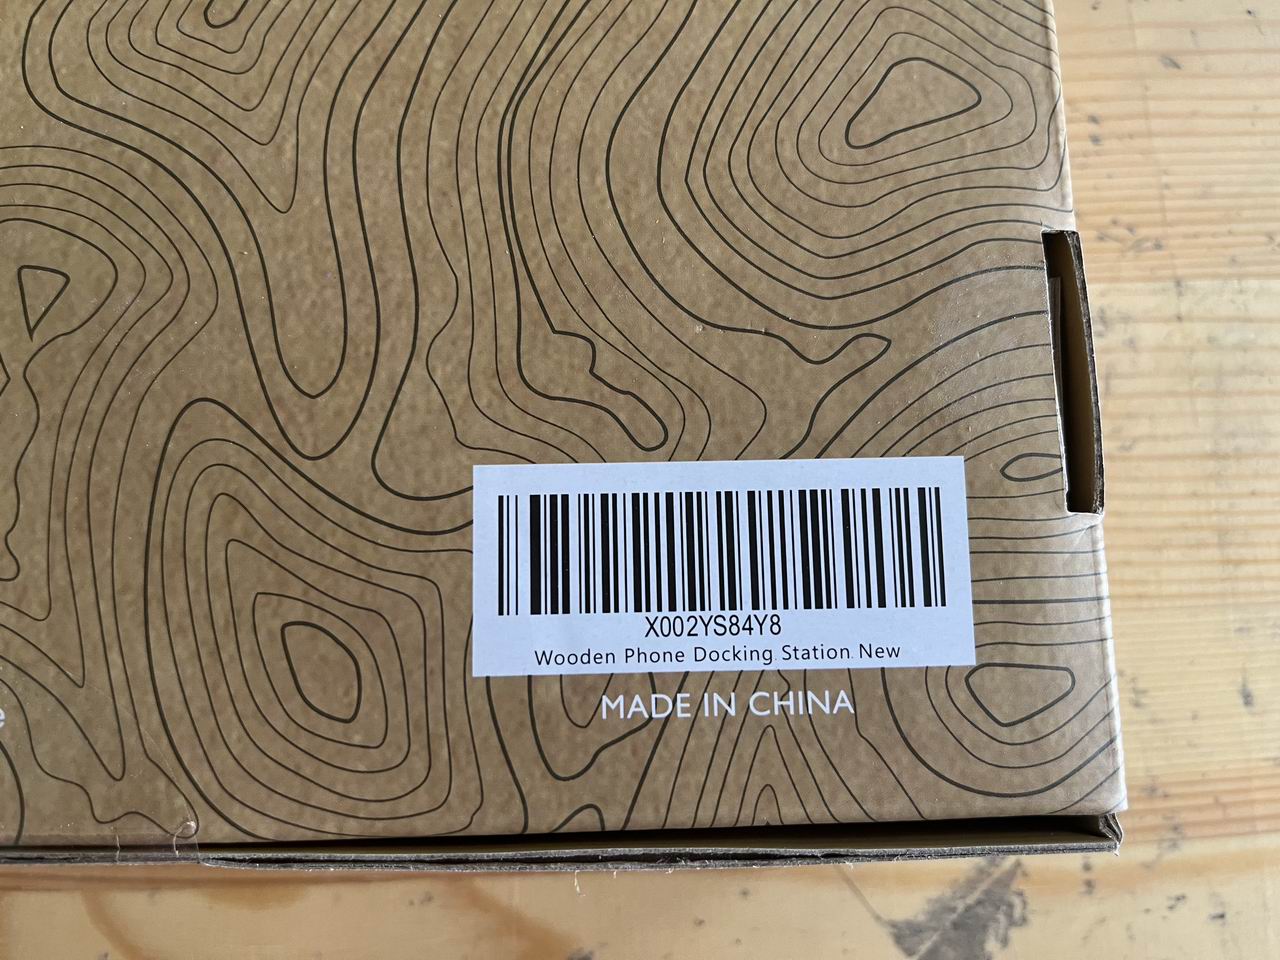 X002YS84Y8
Wooden Phone Docking Station New
MADE IN CHINA